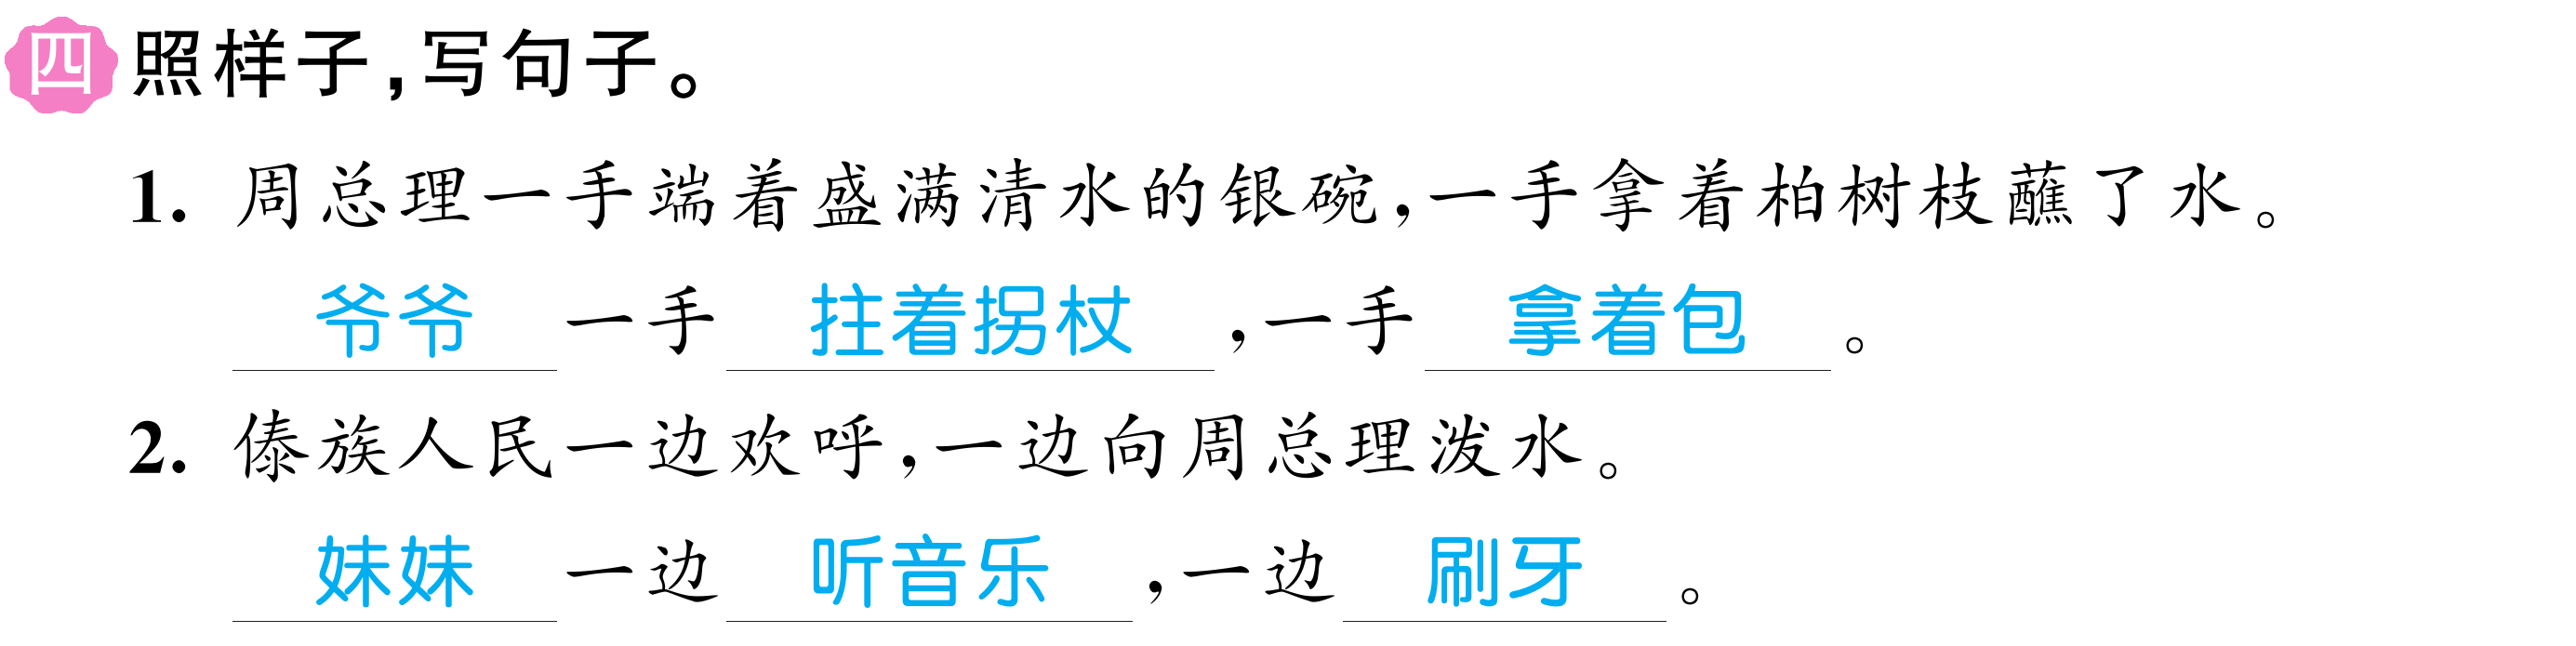 四 照样子,写句子。
1. 周总理一手端着盛满清水的银碗,一手拿着柏树枝蘸了水。
爷爷 一手 拄着拐杖 ,一手 拿着包 。
2. 傣族人民一边欢呼,一边向周总理泼水。
妹妹 一边 听音乐 ,一边 刷牙 。